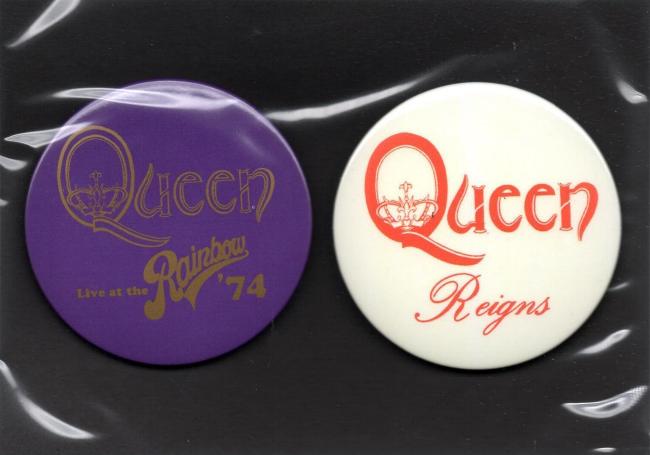 Queen
Live at the Rainbow '74
Queen
Reigns